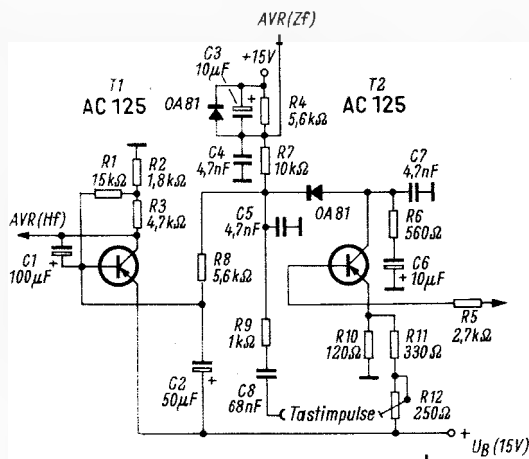 AVR(Zf)
C3
10µF
+
+15V
T1
AC 125
OA81
R4
5,6kΩ
T2
AC 125
C4
4,7nF
R7
10kΩ
C7
4,7nF
R1
15kΩ
R2
1,8kΩ
R3
4,7kΩ
OA81
AVR(Hf)
C1
100µF
+
C5
4,7nF
R6
560Ω
R8
5,6kΩ
C6
10µF
+
R5
2,7kΩ
R9
1kΩ
R10
120Ω
R11
330Ω
C2
50µF
+
C8
68nF
Tastimpulse
R12
250Ω
+
UB (15V)